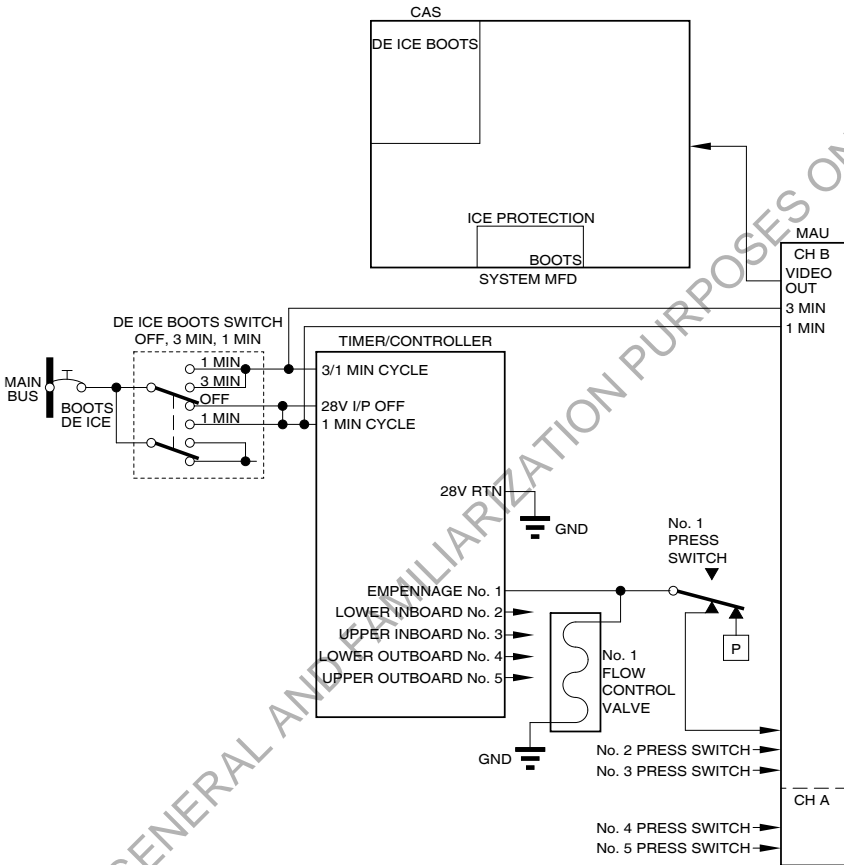 CAS
DE ICE BOOTS
ICE PROTECTION
BOOTS
SYSTEM MFD
MAU
CH B
VIDEO
OUT
3 MIN
1 MIN
DE ICE BOOTS SWITCH
OFF, 3 MIN, 1 MIN
TIMER/CONTROLLER
MAIN
BUS
BOOTS
DE ICE
1 MIN
3 MIN
OFF
1 MIN
3/1 MIN CYCLE
28V I/P OFF
1 MIN CYCLE
28V RTN
GND
No. 1
PRESS
SWITCH
P
EMPENNAGE No. 1
LOWER INBOARD No. 2
UPPER INBOARD No. 3
LOWER OUTBOARD No. 4
UPPER OUTBOARD No. 5
No. 1
FLOW
CONTROL
VALVE
GND
No. 2 PRESS SWITCH
No. 3 PRESS SWITCH
CH A
No. 4 PRESS SWITCH
No. 5 PRESS SWITCH
GENERAL AND FAMILIARIZATION PURPOSES ON